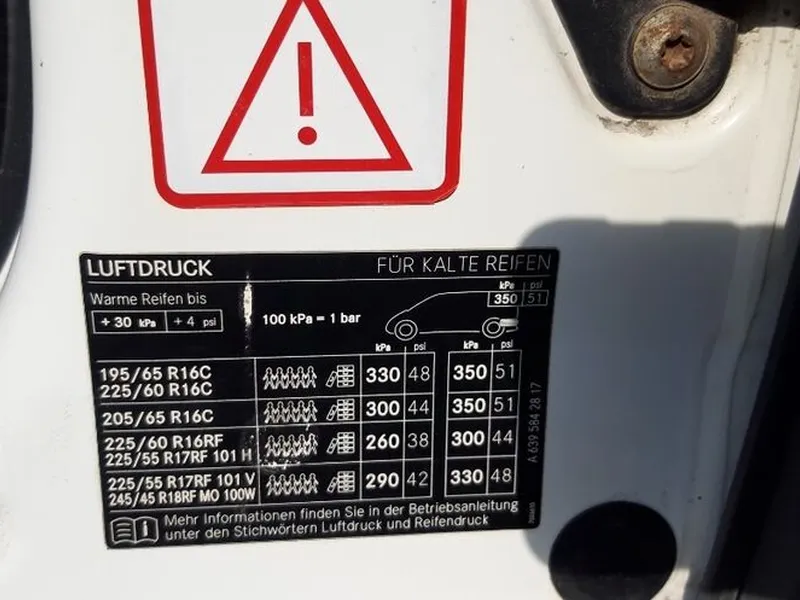 !
LUFTDRUCK FÜR KALTE REIFEN
Warme Reifen bis
+ 30 kPa + 4 psi
100 kPa = 1 bar
kPa psi
350 51
kPa psi kPa psi
195/65 R16C
225/60 R16C
330 48 350 51
205/65 R16C 300 44 350 51
225/60 R16RF
225/55 R17RF 101 H
260 38 300 44
225/55 R17RF 101 V
245/45 R18RF MO 100W
290 42 330 48
i Mehr Informationen finden Sie in der Betriebsanleitung
unter den Stichwörtern Luftdruck und Reifendruck
A 639 584 28 17